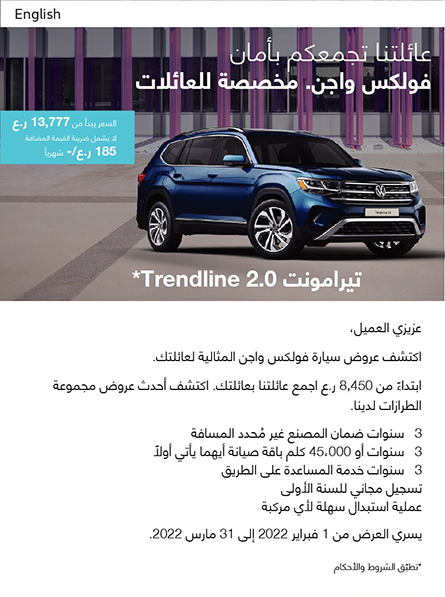 English
عائلتنا تجمعكم بأمان
فولكس واجن. مخصصة للعائلات
السعر يبدأ من 13,777 ر.ع
لا يشمل ضريبة القيمة المضافة
185 ر.ع/- شهرياً
Teramont
تيرامونت Trendline 2.0*
عزيزي العميل،
اكتشف عروض سيارة فولكس واجن المثالية لعائلتك.
ابتداءً من 8,450 ر.ع اجمع عائلتنا بعائلتك. اكتشف أحدث عروض مجموعة
الطرازات لدينا.
3 سنوات ضمان المصنع غير مُحدد المسافة
3 سنوات أو 45،000 كلم باقة صيانة أيهما يأتي أولاً
3 سنوات خدمة المساعدة على الطريق
تسجيل مجاني للسنة الأولى
عملية استبدال سهلة لأي مركبة
يسري العرض من 1 فبراير 2022 إلى 31 مارس 2022.
*تطبّق الشروط والأحكام